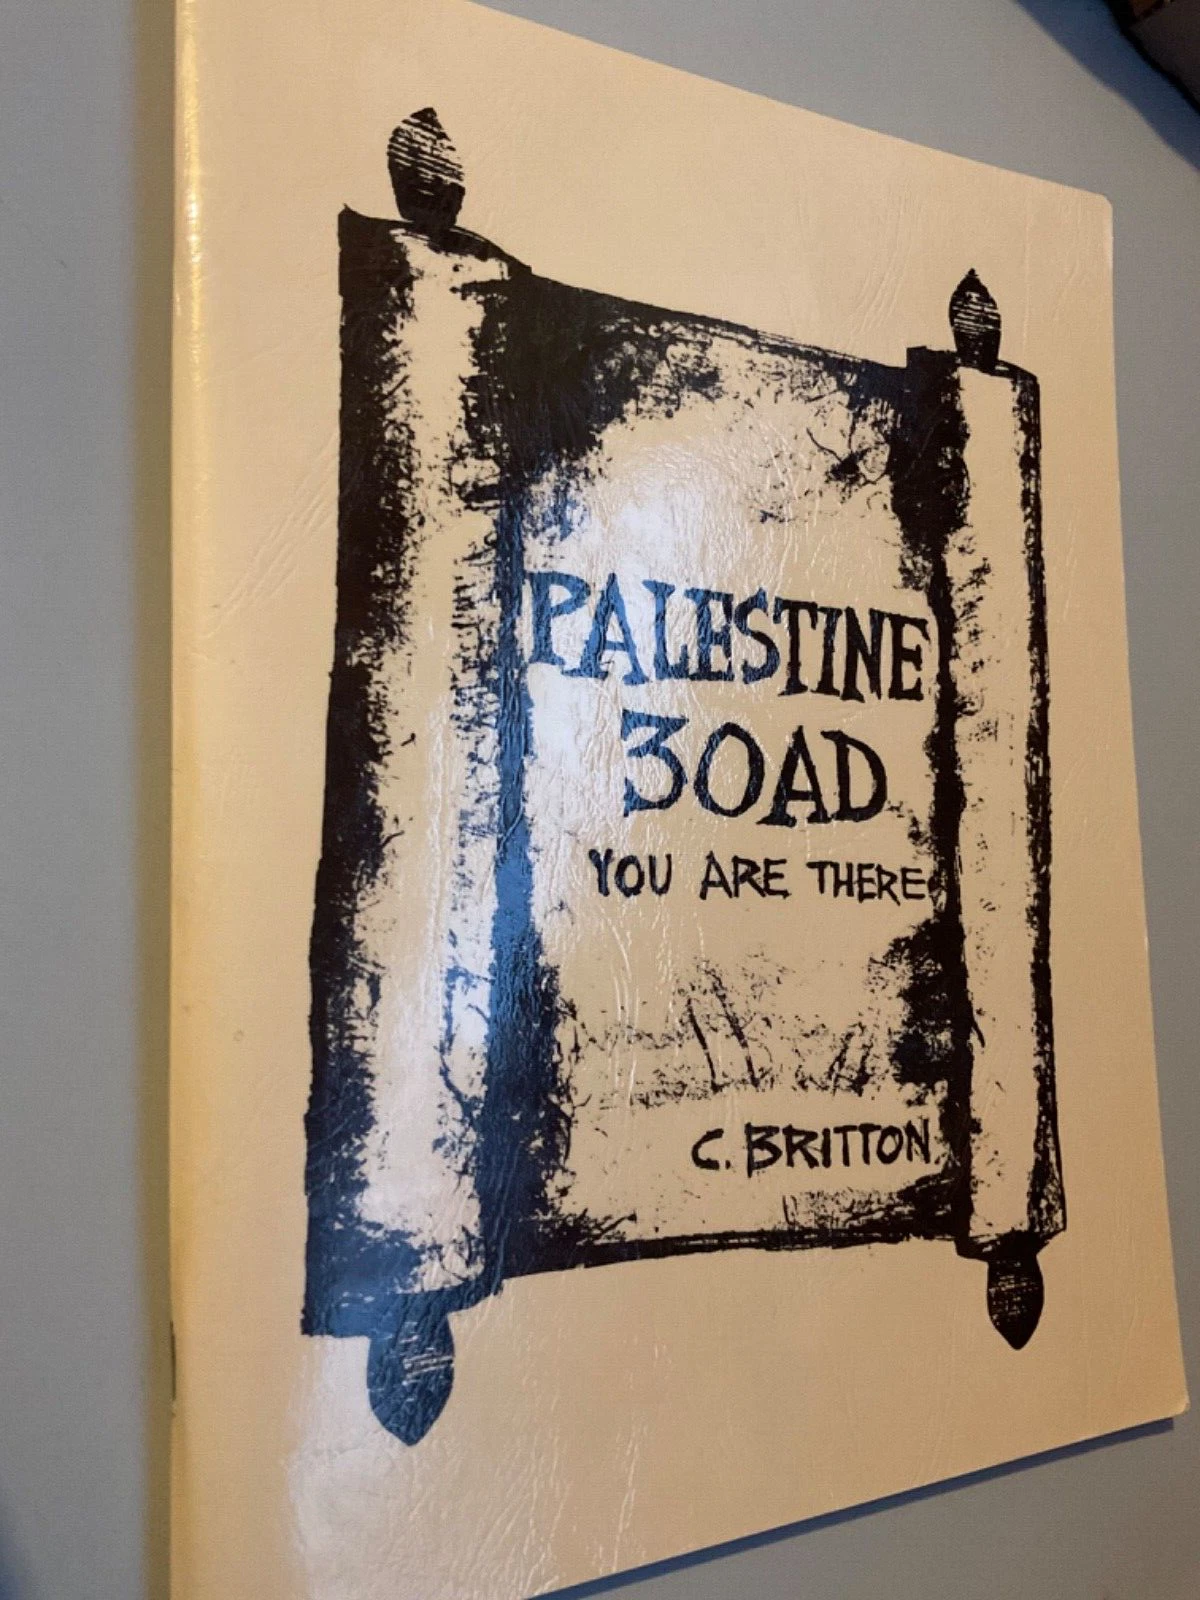 PALESTINE
30AD
YOU ARE THERE
C. BRITTON